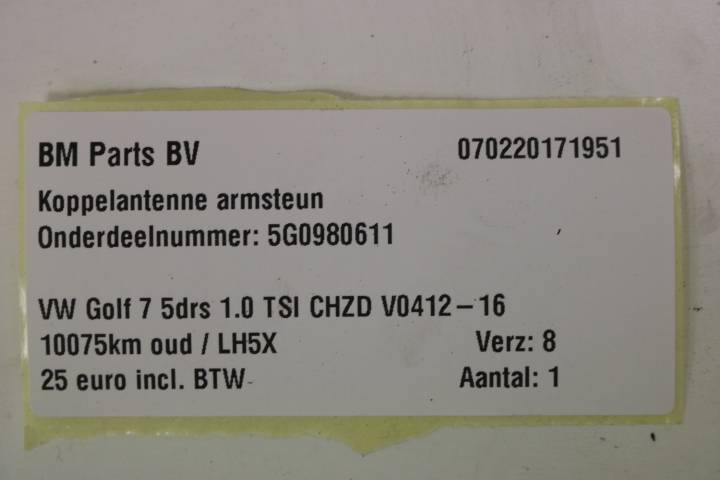 BM Parts BV 070220171951
Koppelantenne armsteun
Onderdeelnummer: 5G0980611
VW Golf 7 5drs 1.0 TSI CHZD V0412-16
10075km oud / LH5X Verz: 8
25 euro incl. BTW Aantal: 1